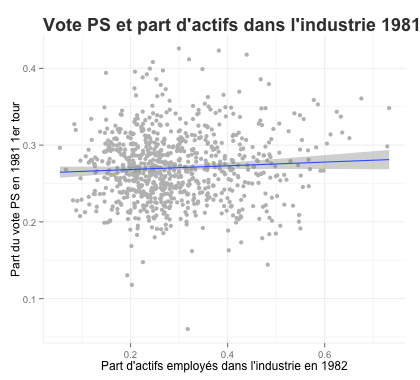 Vote PS et part d'actifs dans l'industrie 1981
0.4
0.3
0.2
0.1
Part du vote PS en 1981 1er tour
0.2
0.4
0.6
Part d'actifs employés dans l'industrie en 1982